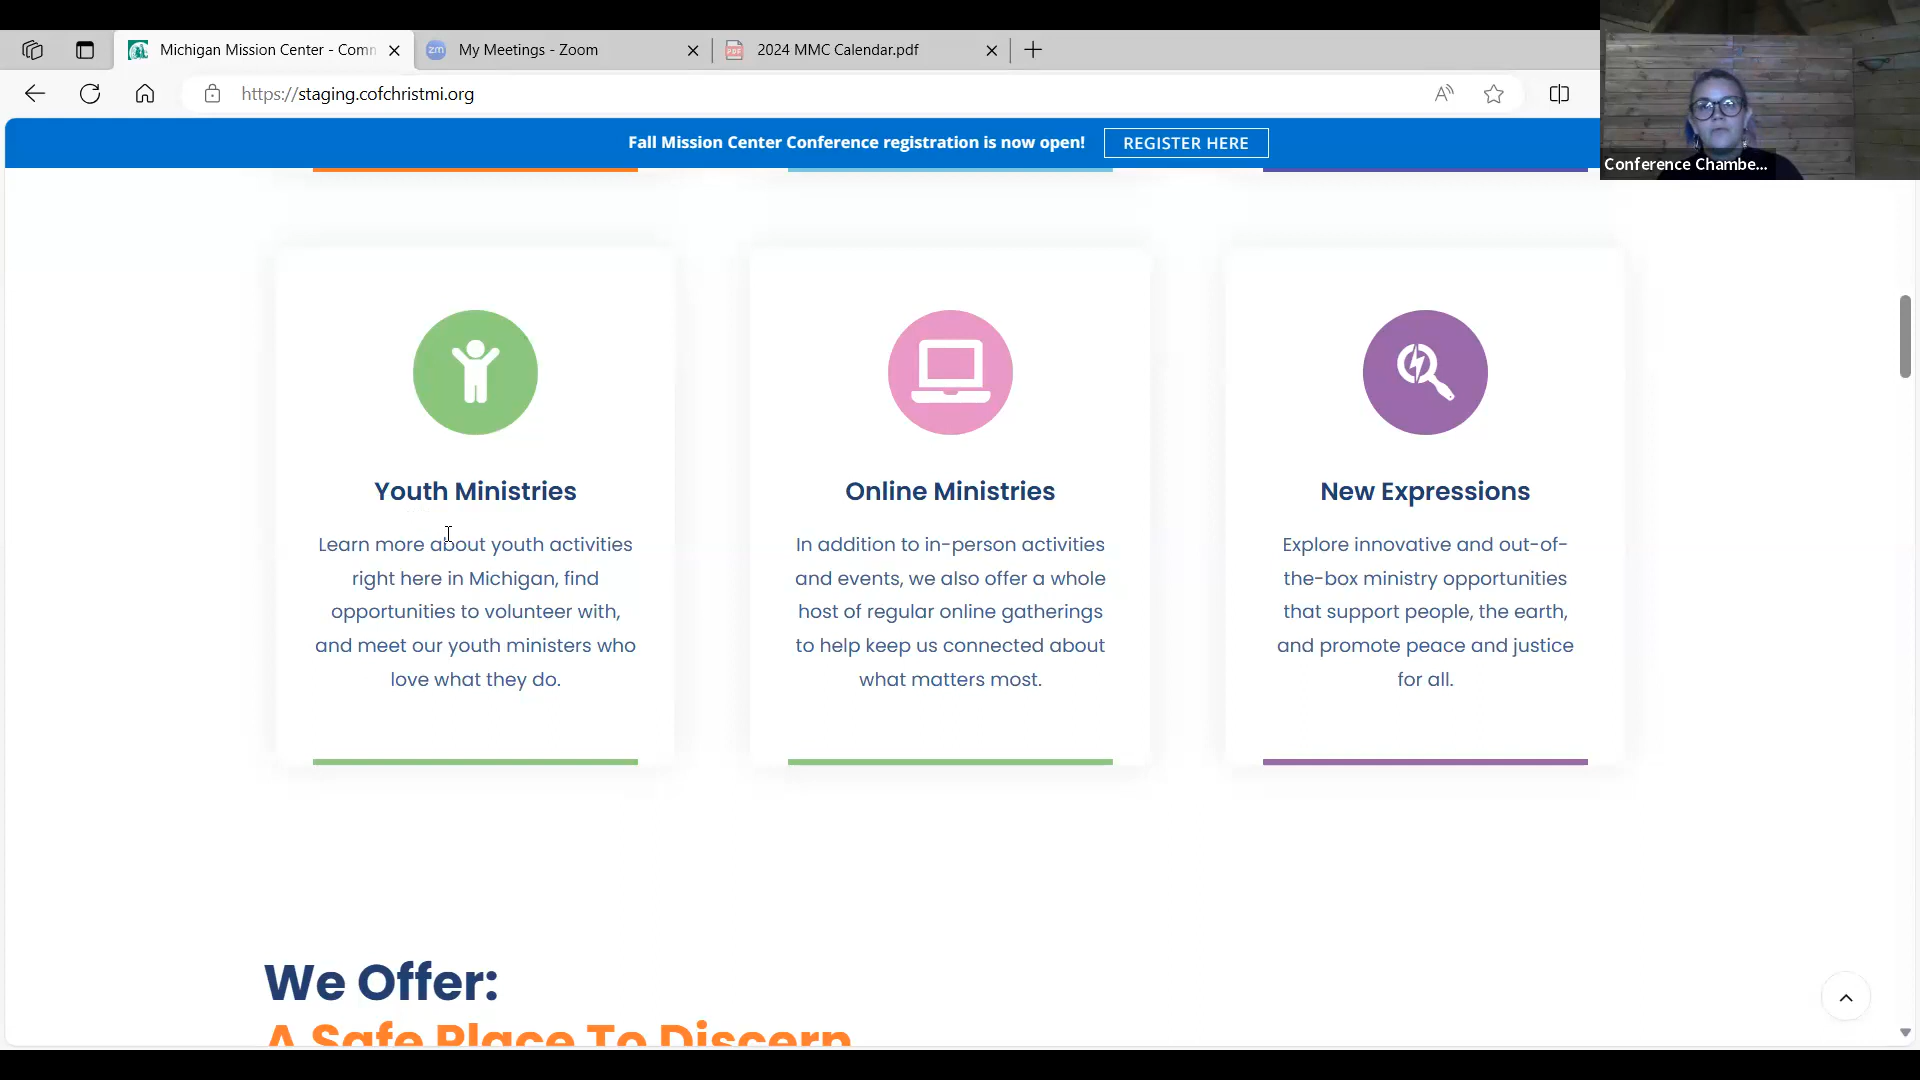 Michigan Mission Center - Comm
My Meetings - Zoom
2024 MMC Calendar.pdf
https://staging.cofchristmi.org
Fall Mission Center Conference registration is now open!
REGISTER HERE
Conference Chambe...
Youth Ministries
Learn more about youth activities
right here in Michigan, find
opportunities to volunteer with,
and meet our youth ministers who
love what they do.
Online Ministries
In addition to in-person activities
and events, we also offer a whole
host of regular online gatherings
to help keep us connected about
what matters most.
New Expressions
Explore innovative and out-of-
the-box ministry opportunities
that support people, the earth,
and promote peace and justice
for all.
We Offer:
A Safe Place To Discern